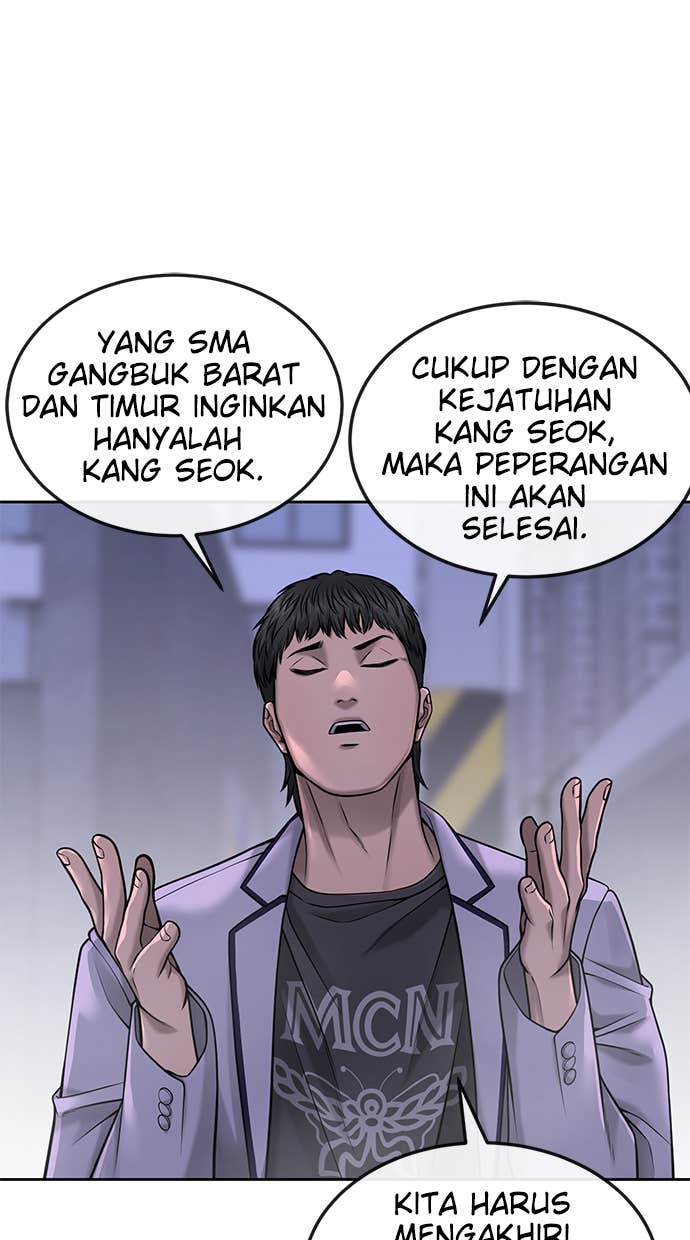 YANG SMA
GANGBUK BARAT
DAN TIMUR INGINKAN
HANYALAH
KANG SEOK.
CUKUP DENGAN
KEJATUHAN
KANG SEOK,
MAKA PEPERANGAN
INI AKAN
SELESAI.
MCN
KITA HARUS
MENGAKHIRI